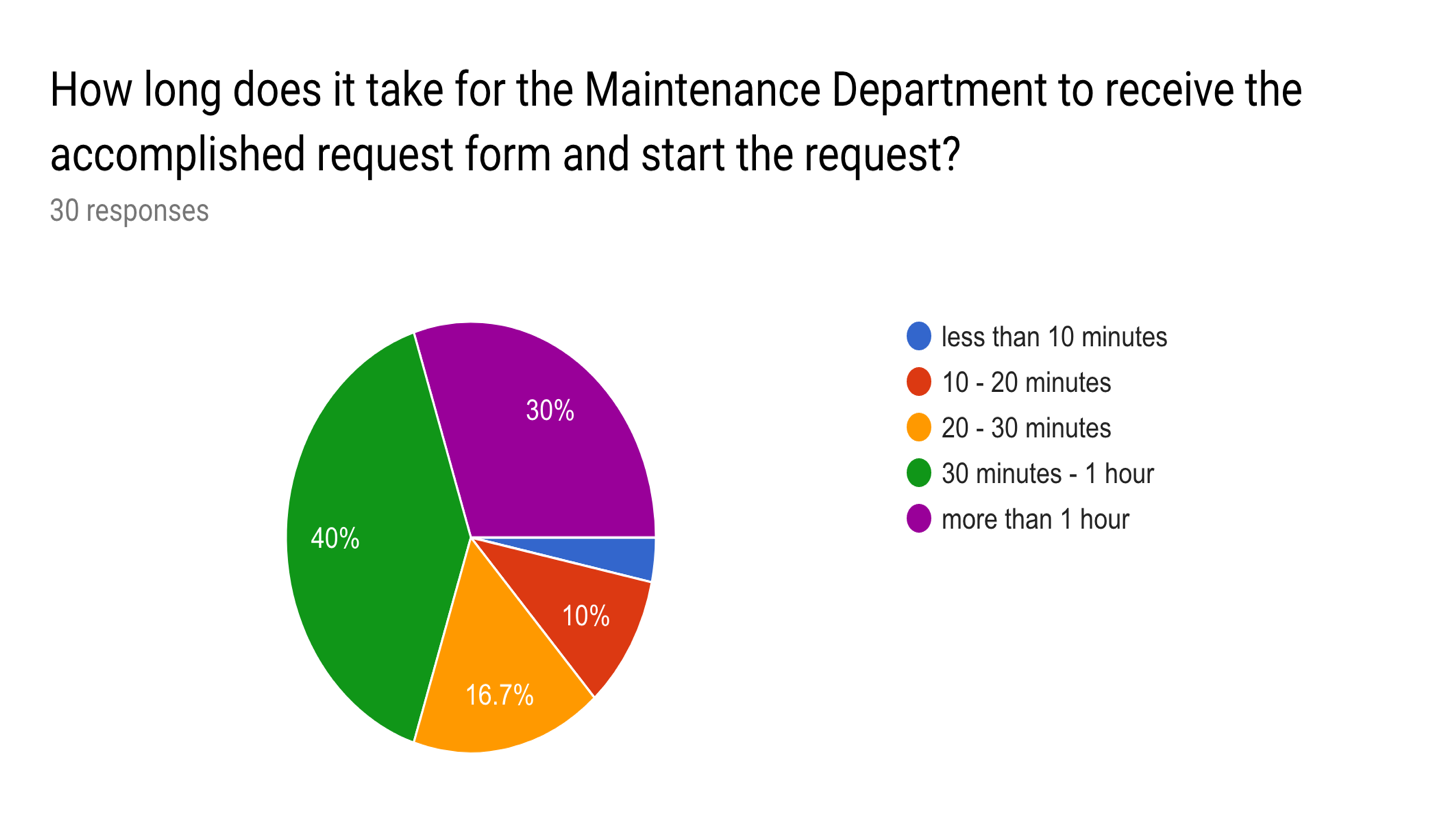 How long does it take for the Maintenance Department to receive the
accomplished request form and start the request?
30 responses
less than 10 minutes
10 - 20 minutes
20 - 30 minutes
30 minutes - 1 hour
more than 1 hour
30%
40%
10%
16.7%